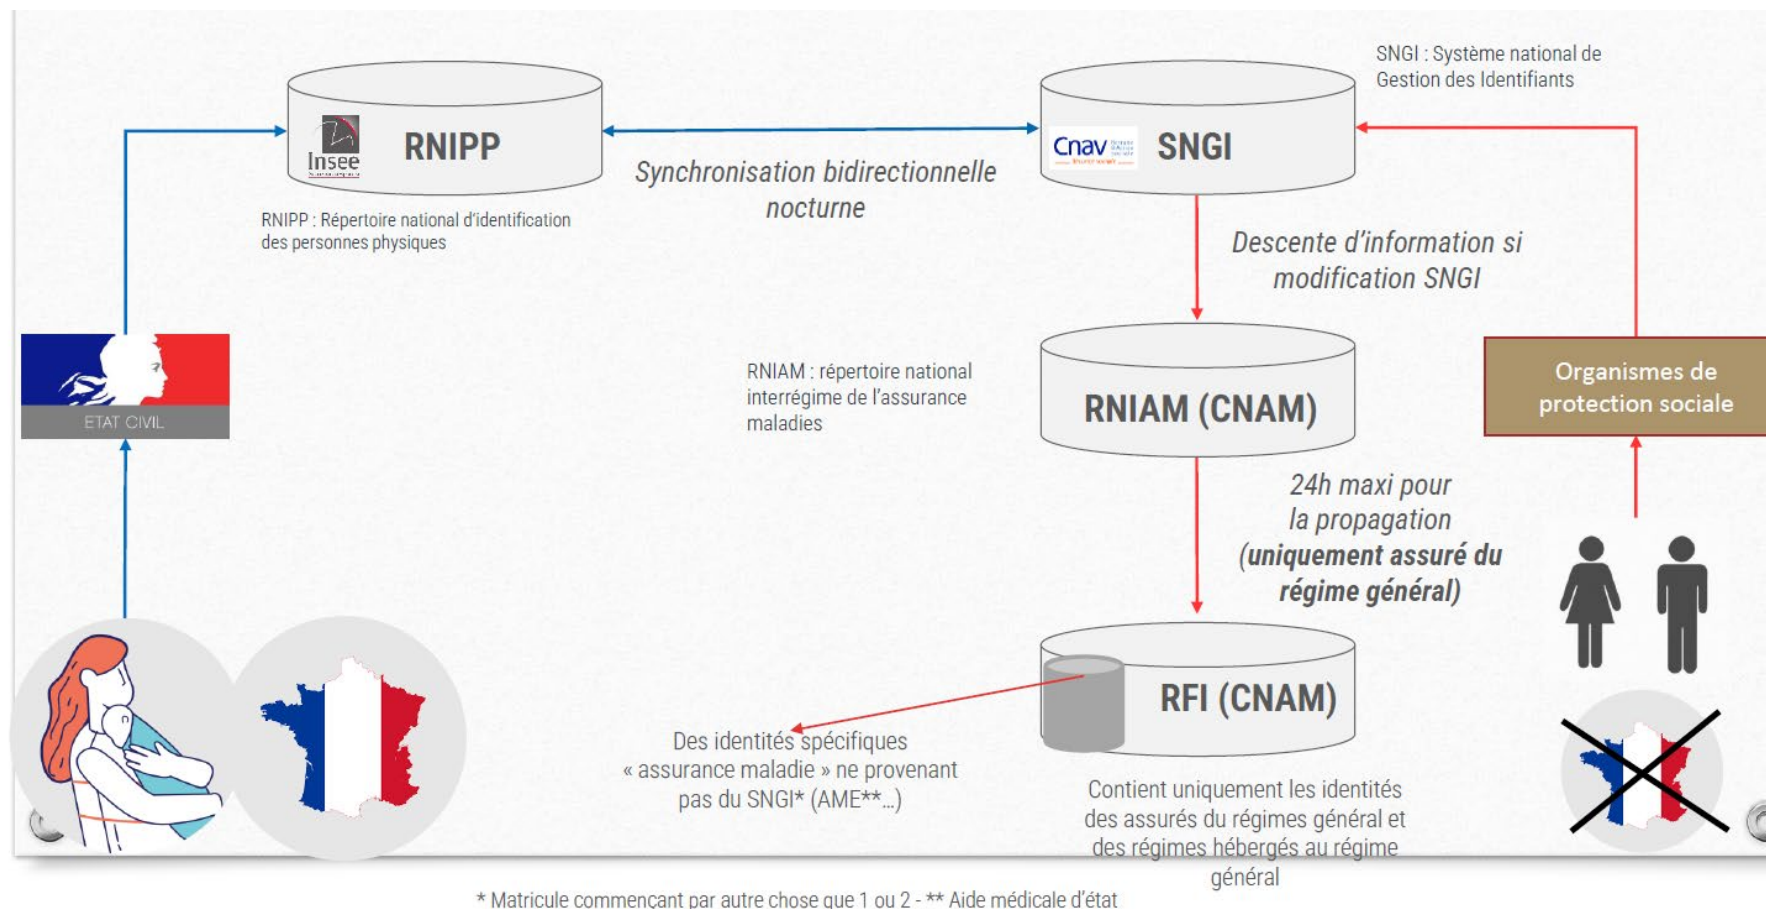 SNGI : Système national de
Gestion des Identifiants
Insee
RNIPP
Cnav
SNGI
Synchronisation bidirectionnelle
nocturne
RNIPP : Répertoire national d'identification
des personnes physiques
Descente d'information si
modification SNGI
ETAT CIVIL
RNIAM : répertoire national
interrégime de l'assurance
maladies
RNIAM (CNAM)
Organismes de
protection sociale
24h maxi pour
la propagation
(uniquement assuré du
régime général)
RFI (CNAM)
Des identités spécifiques
« assurance maladie » ne provenant
pas du SNGI* (AME**...)
Contient uniquement les identités
des assurés du régimes général et
des régimes hébergés au régime
général
* Matricule commençant par autre chose que 1 ou 2 - ** Aide médicale d'état